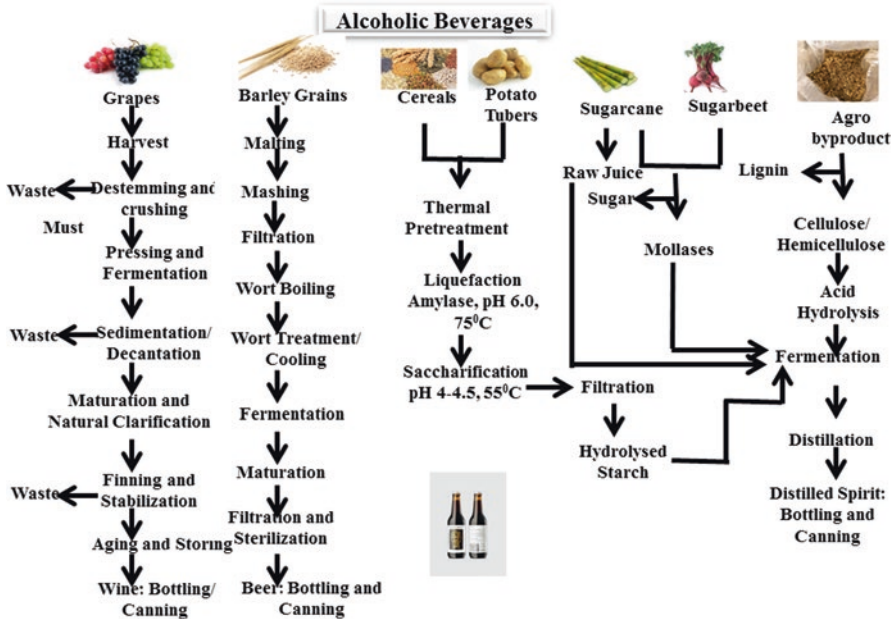 Alcoholic Beverages
Grapes
Harvest
Waste
Destemming and
crushing
Must
Pressing and
Fermentation
Waste
Sedimentation/
Decantation
Maturation and
Natural Clarification
Waste
Finning and
Stabilization
Aging and Storing
Wine: Bottling/
Canning
Barley Grains
Malting
Mashing
Filtration
Wort Boiling
Wort Treatment/
Cooling
Fermentation
Maturation
Filtration and
Sterilization
Beer: Bottling and
Canning
Cereals
Potato
Tubers
Thermal
Pretreatment
Liquefaction
Amylase, pH 6.0,
75⁰C
Saccharification
pH 4-4.5, 55⁰C
Filtration
Hydrolysed
Starch
Sugarcane
Sugarbeet
Raw Juice
Sugar
Mollases
Agro
byproduct
Lignin
Cellulose/
Hemicellulose
Acid
Hydrolysis
Fermentation
Distillation
Distilled Spirit:
Bottling and
Canning